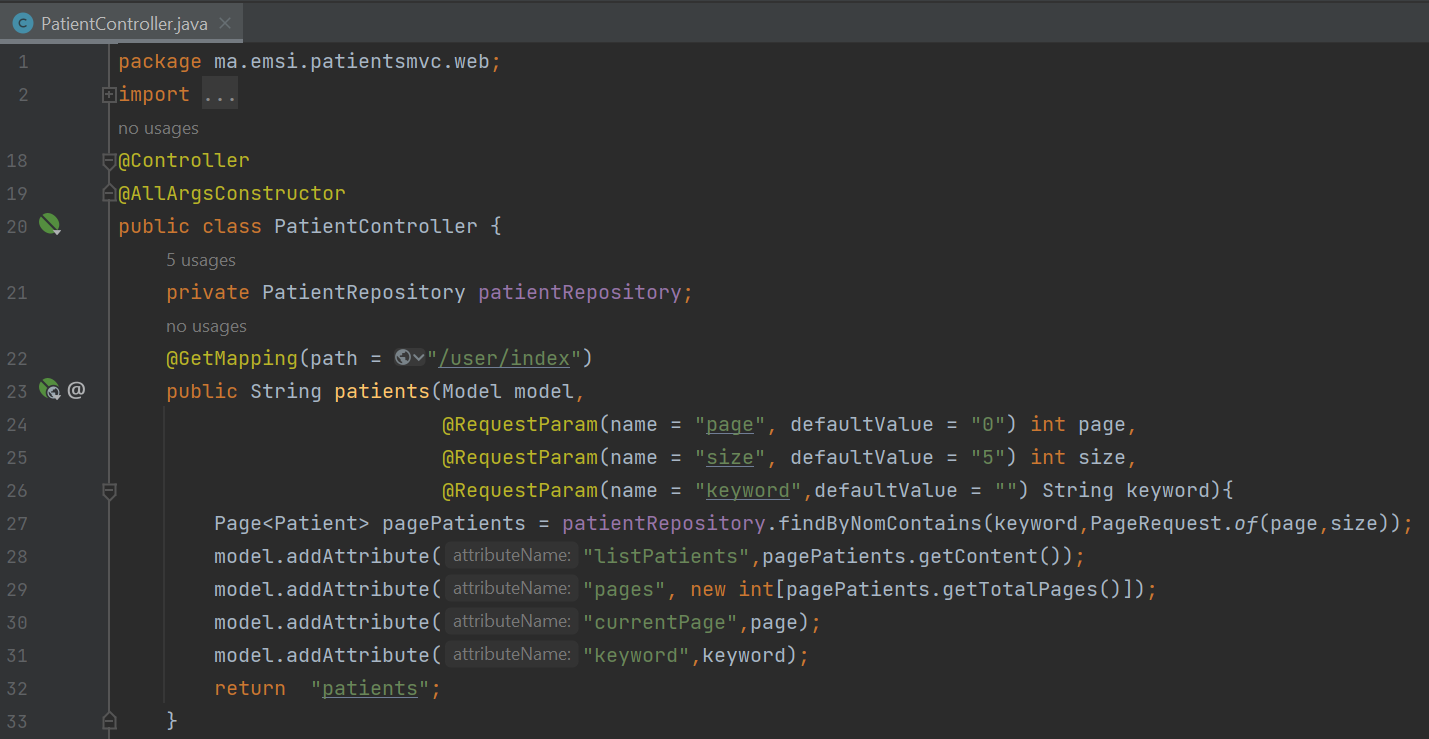 PatientController.java
1 package ma.emsi.patientsmvc.web;
2 import ...
no usages
18 @Controller
19 @AllArgsConstructor
20 public class PatientController {
5 usages
21 private PatientRepository patientRepository;
no usages
22 @GetMapping(path = "/user/index")
23 @ public String patients(Model model,
24 @RequestParam(name = "page", defaultValue = "0") int page,
25 @RequestParam(name = "size", defaultValue = "5") int size,
26 @RequestParam(name = "keyword",defaultValue = "") String keyword){
27 Page<Patient> pagePatients = patientRepository.findByNomContains(keyword,PageRequest.of(page,size));
28 model.addAttribute( attributeName: "listPatients",pagePatients.getContent());
29 model.addAttribute( attributeName: "pages", new int[pagePatients.getTotalPages()]);
30 model.addAttribute( attributeName: "currentPage",page);
31 model.addAttribute( attributeName: "keyword",keyword);
32 return "patients";
33 }